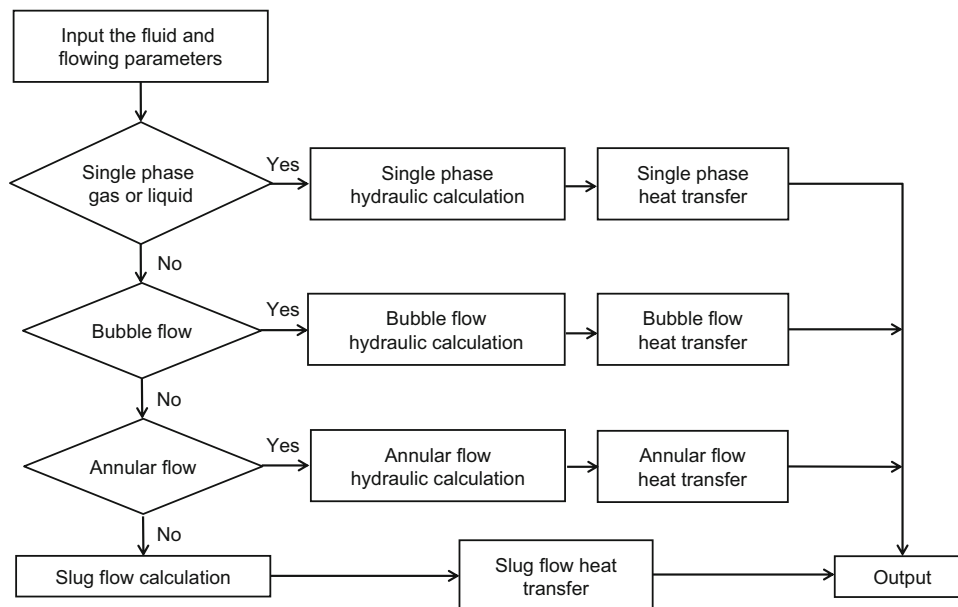 Input the fluid and
flowing parameters
Single phase
gas or liquid
Yes
Single phase
hydraulic calculation
Single phase
heat transfer
No
Bubble flow
Yes
Bubble flow
hydraulic calculation
Bubble flow
heat transfer
No
Annular flow
Yes
Annular flow
hydraulic calculation
Annular flow
heat transfer
No
Slug flow calculation
Slug flow heat
transfer
Output